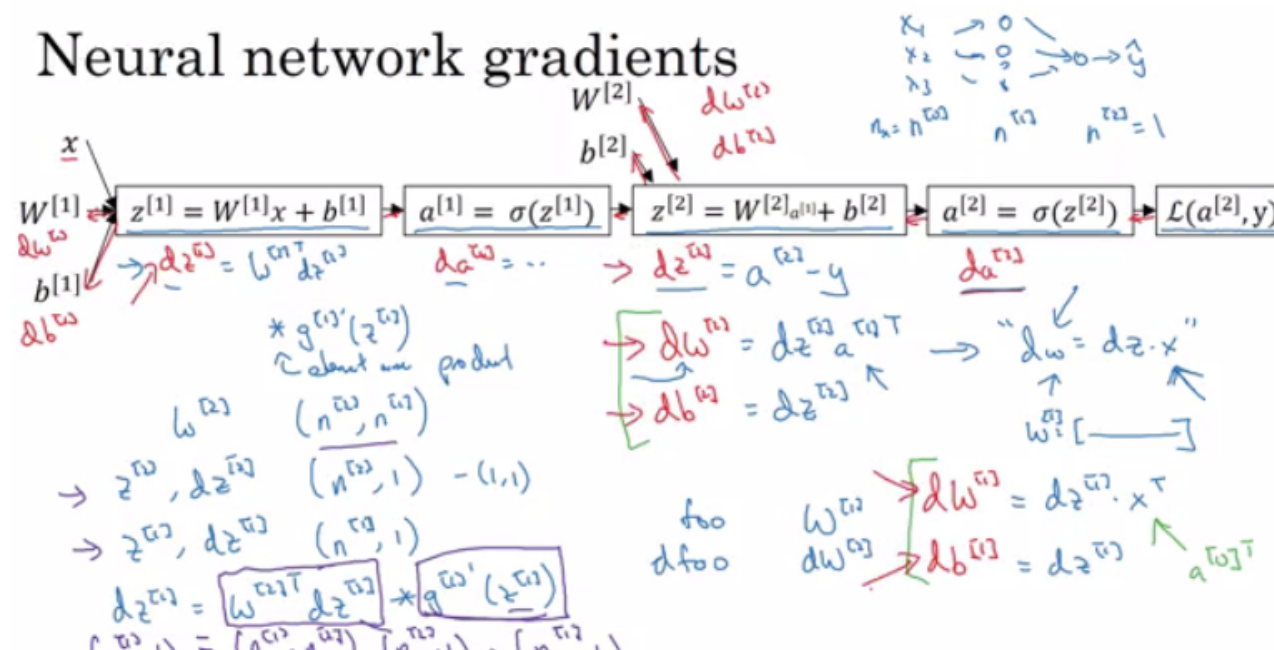 Neural network gradients
x₁ x₂ x₃ ŷ
nₓ = n^[0] n^[1] n^[2] = 1
W^[2] dW^[2]
b^[2] db^[2]
x
W^[1] z^[1] = W^[1]x + b^[1] a^[1] = σ(z^[1]) z^[2] = W^[2]a^[1] + b^[2] a^[2] = σ(z^[2]) ℒ(a^[2], y)
dW^[1] → dz^[1] = W^[2]T dz^[2] da^[1] = .. → dz^[2] = a^[2] - y da^[2]
b^[1]
db^[1]
* g^[1]'(z^[1])
product
→ dW^[2] = dz^[2] a^[1]T → "dw = dz · x"
→ db^[2] = dz^[2]
W^[2] (n^[2], n^[1])
z^[2], dz^[2] (n^[2], 1) - (1,1)
→ z^[1], dz^[1] (n^[1], 1)
foo W^[1] dW^[1] = dz^[1] · x^T
dfoo dW^[2] db^[1] = dz^[1] a^[0]T
dz^[1] = W^[2]T dz^[2] * g^[1]'(z^[1])